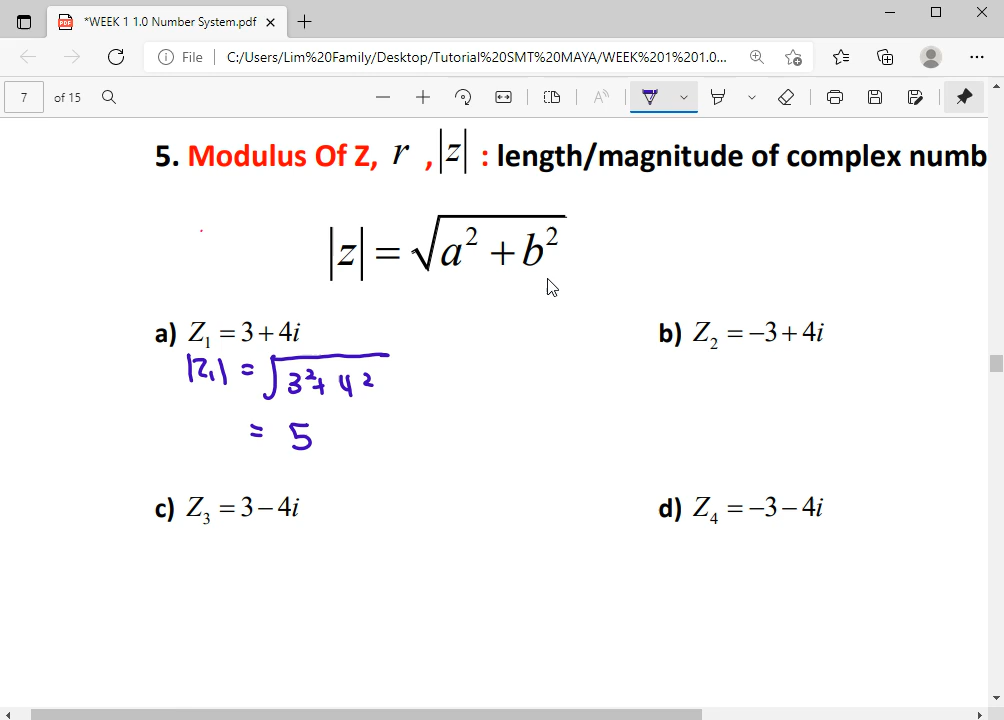 *WEEK 1 1.0 Number System.pdf
File C:/Users/Lim%20Family/Desktop/Tutorial%20SMT%20MAYA/WEEK%201%201.0...
7 of 15
5. Modulus Of Z, r , |z| : length/magnitude of complex numb
|z| = √(a² + b²)
a) Z₁ = 3 + 4i b) Z₂ = −3 + 4i
|Z₁| = √(3² + 4²)
= 5
c) Z₃ = 3 − 4i d) Z₄ = −3 − 4i